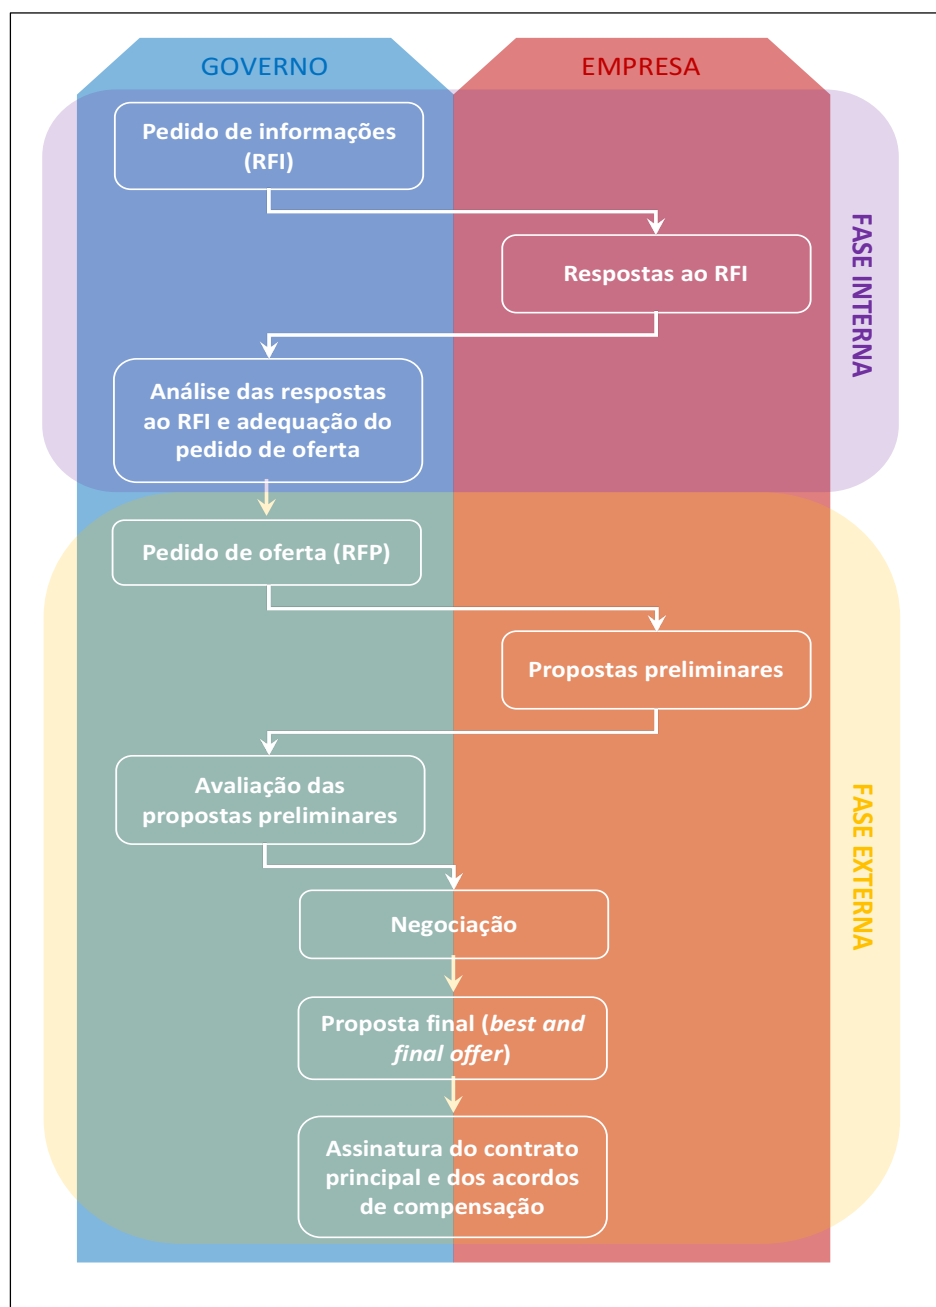 GOVERNO
EMPRESA
Pedido de informações
(RFI)
Respostas ao RFI
Análise das respostas
ao RFI e adequação do
pedido de oferta
FASE INTERNA
Pedido de oferta (RFP)
Propostas preliminares
Avaliação das
propostas preliminares
Negociação
Proposta final (best and
final offer)
Assinatura do contrato
principal e dos acordos
de compensação
FASE EXTERNA